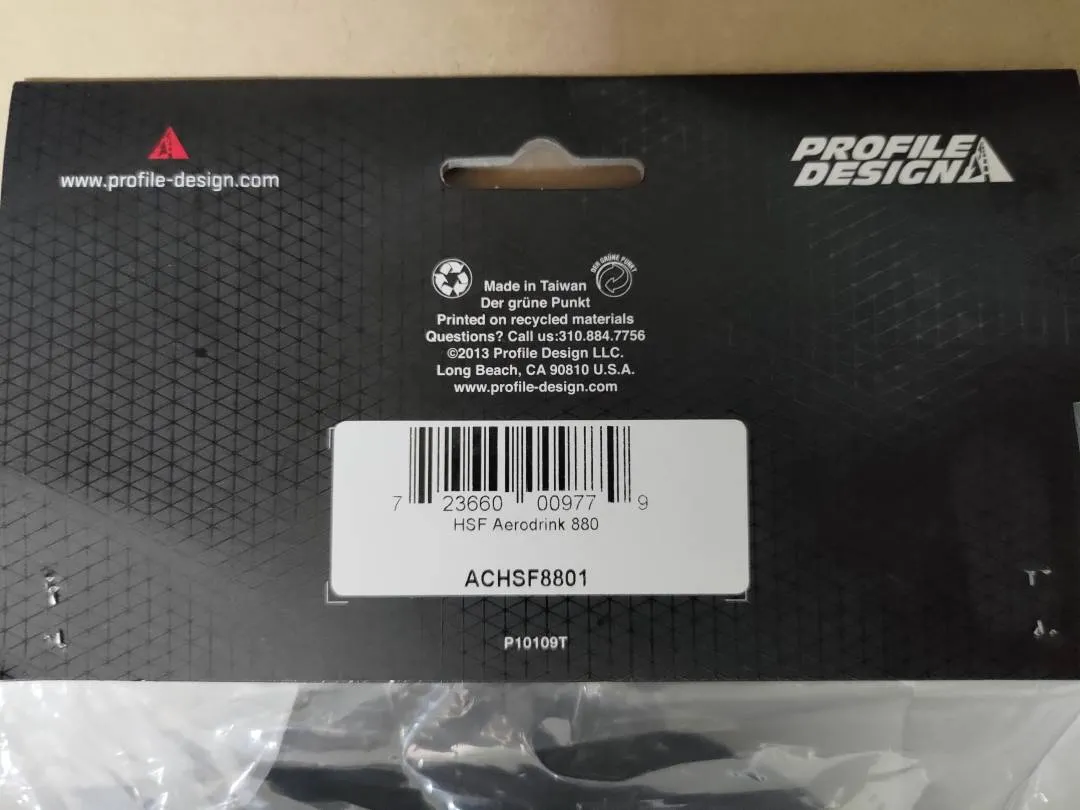 www.profile-design.com
PROFILE
DESIGN
DER GRÜNE PUNKT
Made in Taiwan
Der grüne Punkt
Printed on recycled materials
Questions? Call us:310.884.7756
©2013 Profile Design LLC.
Long Beach, CA 90810 U.S.A.
www.profile-design.com
7 23660 00977 9
HSF Aerodrink 880
ACHSF8801
P10109T